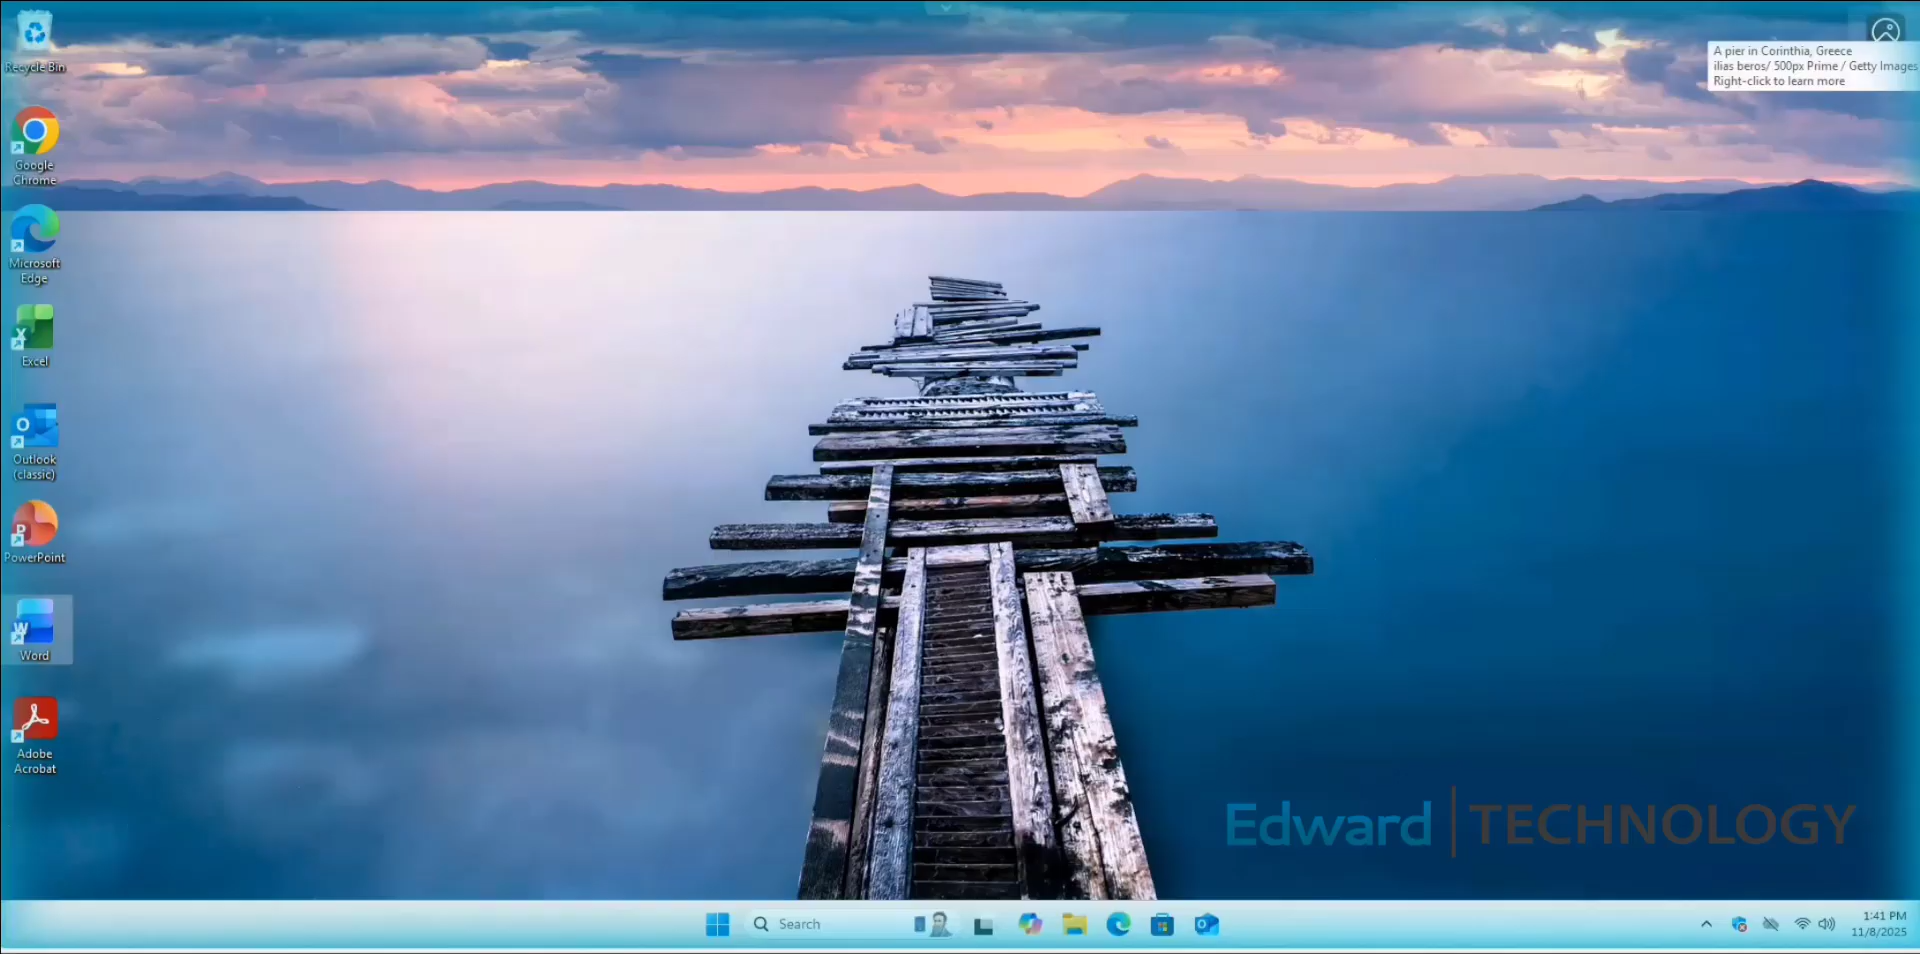 Recycle Bin
Google
Chrome
Microsoft
Edge
Excel
Outlook
(classic)
PowerPoint
Word
Adobe
Acrobat
A pier in Corinthia, Greece
ilias beros/ 500px Prime / Getty Images
Right-click to learn more
Edward | TECHNOLOGY
Search
1:41 PM
11/8/2025